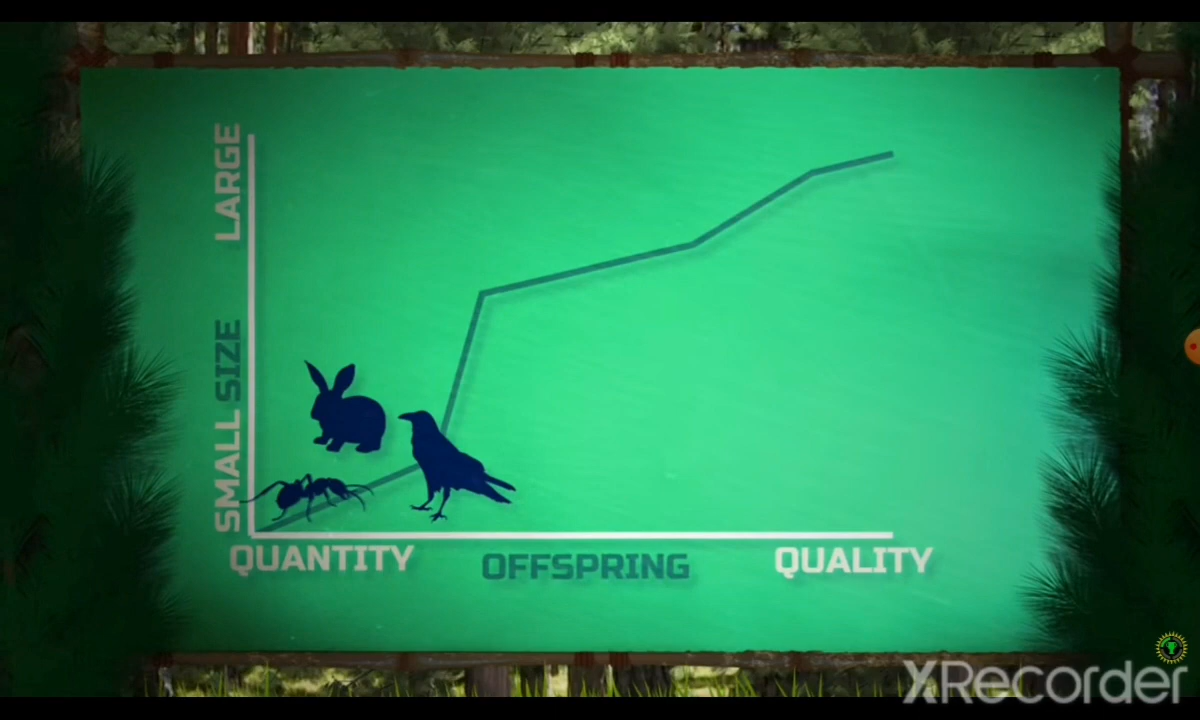 LARGE
SIZE
SMALL
QUANTITY
OFFSPRING
QUALITY
XRecorder